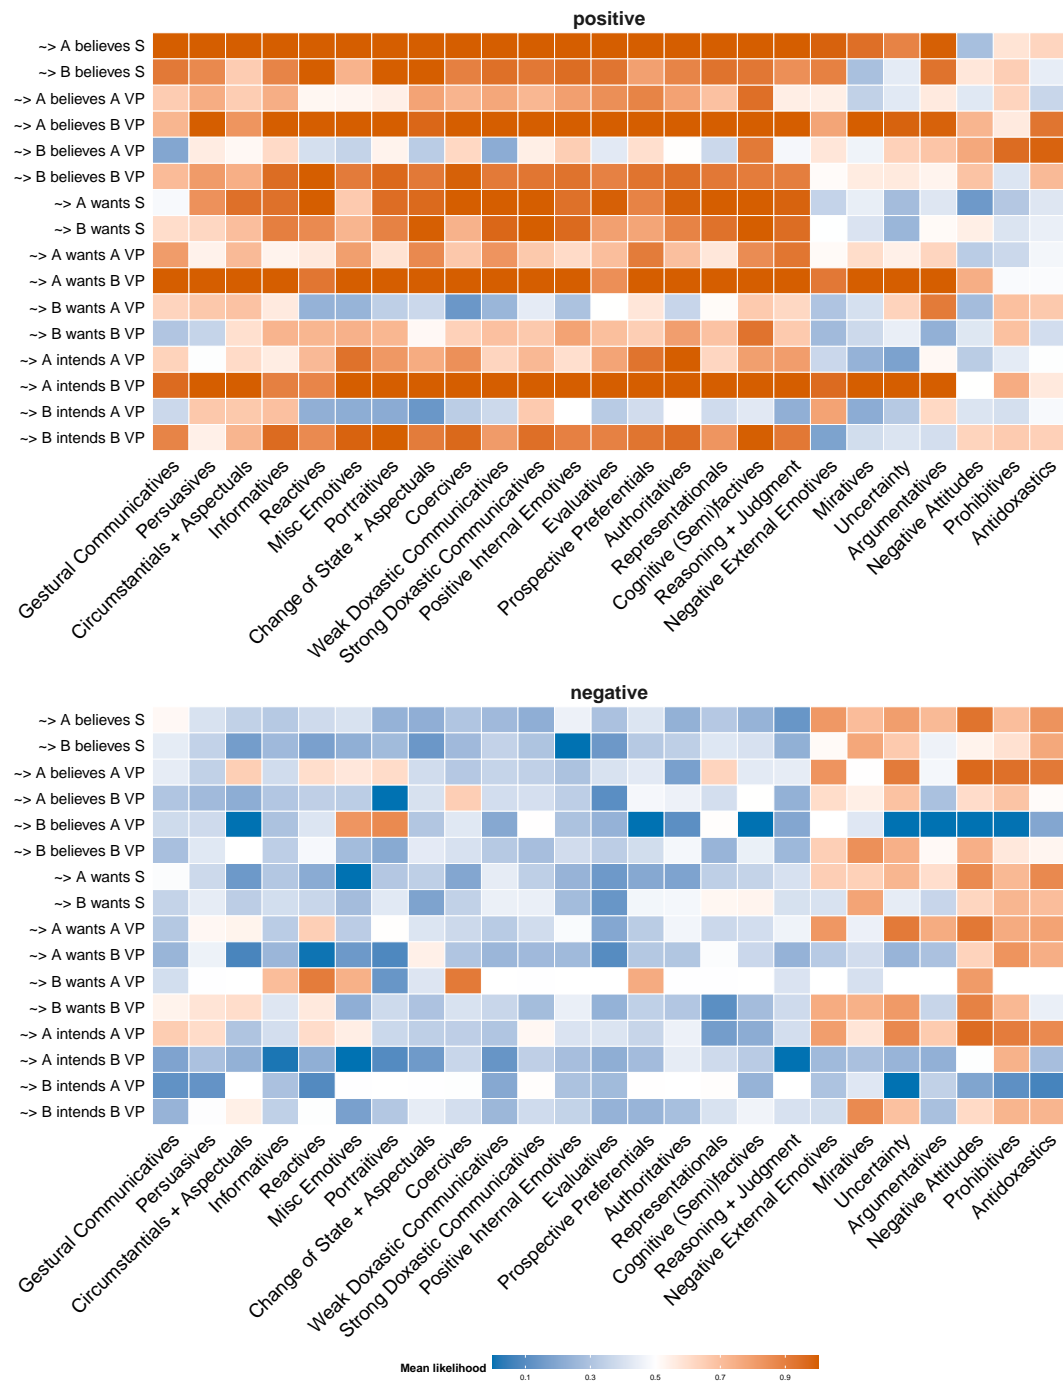 positive
~> A believes S
~> B believes S
~> A believes A VP
~> A believes B VP
~> B believes A VP
~> B believes B VP
~> A wants S
~> B wants S
~> A wants A VP
~> A wants B VP
~> B wants A VP
~> B wants B VP
~> A intends A VP
~> A intends B VP
~> B intends A VP
~> B intends B VP
Gestural Communicatives
Persuasives
Circumstantials + Aspectuals
Informatives
Reactives
Misc Emotives
Portraitives
Change of State + Aspectuals
Coercives
Weak Doxastic Communicatives
Strong Doxastic Communicatives
Positive Internal Emotives
Evaluatives
Prospective Preferentials
Authoritatives
Representationals
Cognitive (Semi)factives
Reasoning + Judgment
Negative External Emotives
Miratives
Uncertainty
Argumentatives
Negative Attitudes
Prohibitives
Antidoxastics
negative
~> A believes S
~> B believes S
~> A believes A VP
~> A believes B VP
~> B believes A VP
~> B believes B VP
~> A wants S
~> B wants S
~> A wants A VP
~> A wants B VP
~> B wants A VP
~> B wants B VP
~> A intends A VP
~> A intends B VP
~> B intends A VP
~> B intends B VP
Gestural Communicatives
Persuasives
Circumstantials + Aspectuals
Informatives
Reactives
Misc Emotives
Portraitives
Change of State + Aspectuals
Coercives
Weak Doxastic Communicatives
Strong Doxastic Communicatives
Positive Internal Emotives
Evaluatives
Prospective Preferentials
Authoritatives
Representationals
Cognitive (Semi)factives
Reasoning + Judgment
Negative External Emotives
Miratives
Uncertainty
Argumentatives
Negative Attitudes
Prohibitives
Antidoxastics
Mean likelihood
0.1 0.3 0.5 0.7 0.9